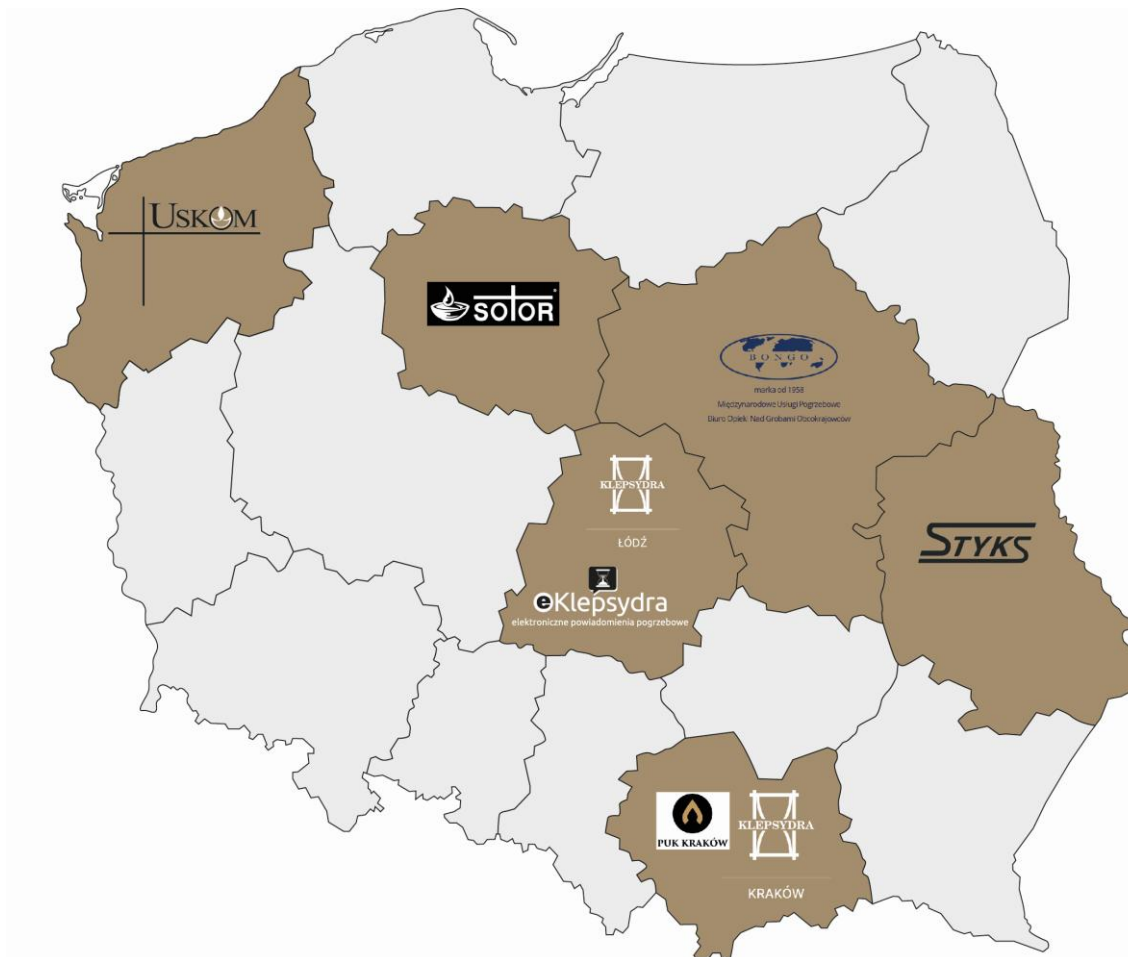 USKOM
sotor
BONGO
marka od 1958
Międzynarodowe Usługi Pogrzebowe
Biuro Opieki Nad Grobami Obcokrajowców
KLEPSYDRA
ŁÓDŹ
STYKS
eKlepsydra
elektroniczne powiadomienia pogrzebowe
PUK KRAKÓW
KLEPSYDRA
KRAKÓW